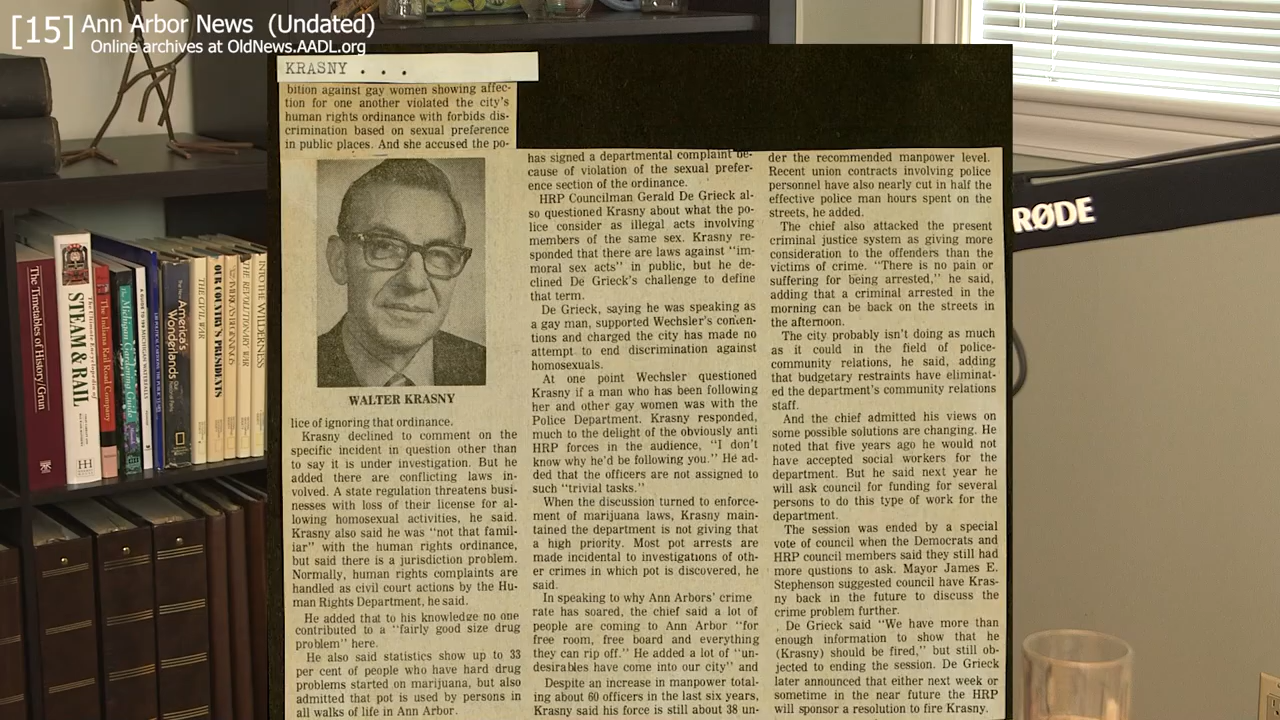 [15] Ann Arbor News (Undated)
Online archives at OldNews.AADL.org
KRASNY . . .
bition against gay women showing affec-
tion for one another violated the city's
human rights ordinance with forbids dis-
crimination based on sexual preference
in public places. And she accused the po-
WALTER KRASNY
lice of ignoring that ordinance.
Krasny declined to comment on the
specific incident in question other than
to say it is under investigation. But he
added there are conflicting laws in-
volved. A state regulation threatens busi-
nesses with loss of their license for al-
lowing homosexual activities, he said.
Krasny also said he was "not that famil-
iar" with the human rights ordinance,
but said there is a jurisdiction problem.
Normally, human rights complaints are
handled as civil court actions by the Hu-
man Rights Department, he said.
He added that to his knowledge no one
contributed to a "fairly good size drug
problem" here.
He also said statistics show up to 33
per cent of people who have hard drug
problems started on marijuana, but also
admitted that pot is used by persons in
all walks of life in Ann Arbor.
has signed a departmental complaint be-
cause of violation of the sexual prefer-
ence section of the ordinance.
HRP Councilman Gerald De Grieck al-
so questioned Krasny about what the po-
lice consider as illegal acts involving
members of the same sex. Krasny re-
sponded that there are laws against "im-
moral sex acts" in public, but he de-
clined De Grieck's challenge to define
that term.
De Grieck, saying he was speaking as
a gay man, supported Wechsler's conten-
tions and charged the city has made no
attempt to end discrimination against
homosexuals.
At one point Wechsler questioned
Krasny if a man who has been following
her and other gay women was with the
Police Department. Krasny responded,
much to the delight of the obviously anti
HRP forces in the audience, "I don't
know why he'd be following you." He ad-
ded that the officers are not assigned to
such "trivial tasks."
When the discussion turned to enforce-
ment of marijuana laws, Krasny main-
tained the department is not giving that
a high priority. Most pot arrests are
made incidental to investigations of oth-
er crimes in which pot is discovered, he
said.
In speaking to why Ann Arbors' crime
rate has soared, the chief said a lot of
people are coming to Ann Arbor "for
free room, free board and everything
they can rip off." He added a lot of "un-
desirables have come into our city" and
Despite an increase in manpower total-
ing about 60 officers in the last six years,
Krasny said his force is still about 38 un-
der the recommended manpower level.
Recent union contracts involving police
personnel have also nearly cut in half the
effective police man hours spent on the
streets, he added.
The chief also attacked the present
criminal justice system as giving more
consideration to the offenders than the
victims of crime. "There is no pain or
suffering for being arrested," he said,
adding that a criminal arrested in the
morning can be back on the streets in
the afternoon.
The city probably isn't doing as much
as it could in the field of police-
community relations, he said, adding
that budgetary restraints have eliminat-
ed the department's community relations
staff.
And the chief admitted his views on
some possible solutions are changing. He
noted that five years ago he would not
have accepted social workers for the
department. But he said next year he
will ask council for funding for several
persons to do this type of work for the
department.
The session was ended by a special
vote of council when the Democrats and
HRP council members said they still had
more qustions to ask. Mayor James E.
Stephenson suggested council have Kras-
ny back in the future to discuss the
crime problem further.
De Grieck said "We have more than
enough information to show that he
(Krasny) should be fired," but still ob-
jected to ending the session. De Grieck
later announced that either next week or
sometime in the near future the HRP
will sponsor a resolution to fire Krasny.
RØDE
The Timetables of History/Grun
STEAM & RAIL
The Indiana Rail Road Company
Michigan Gardening Guide
America's Wonderlands
THE CIVIL WAR
OUR COUNTRY'S PRESIDENTS
THE REVOLUTIONARY WAR
INTO THE WILDERNESS